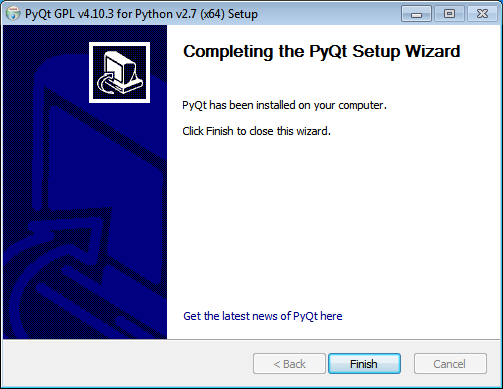 PyQt GPL v4.10.3 for Python v2.7 (x64) Setup
Completing the PyQt Setup Wizard
PyQt has been installed on your computer.
Click Finish to close this wizard.
Get the latest news of PyQt here
< Back Finish Cancel